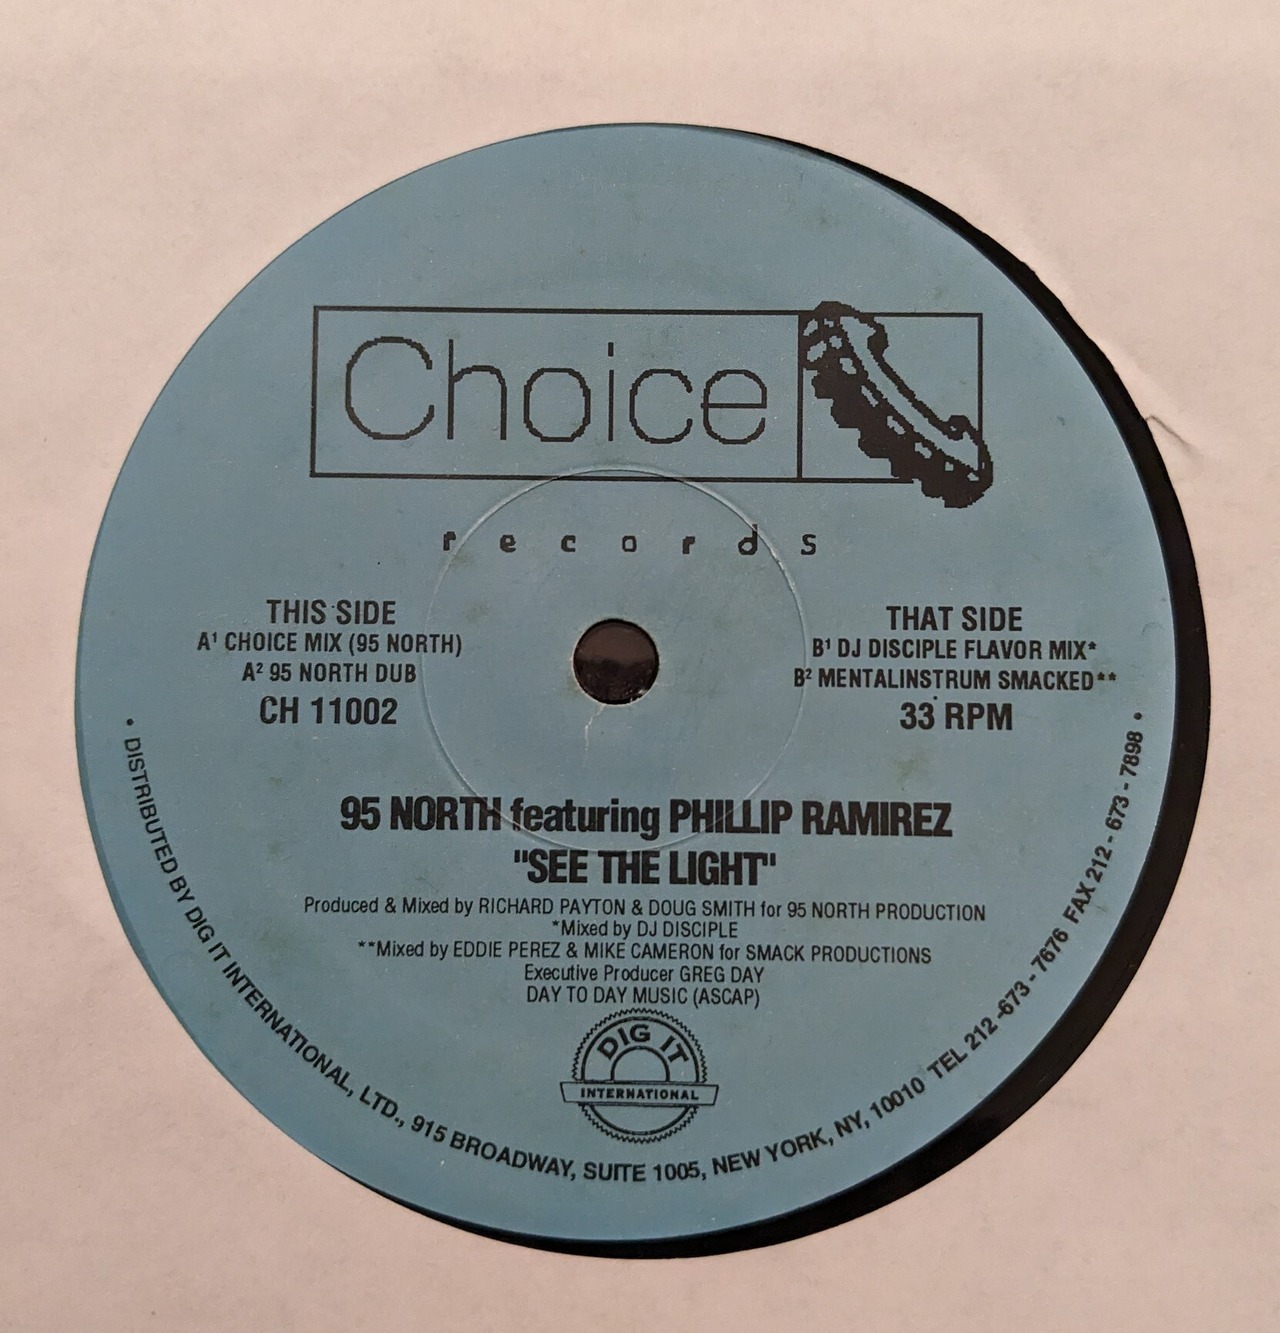 Choice
records
THIS SIDE
A¹ CHOICE MIX (95 NORTH)
A² 95 NORTH DUB
CH 11002
THAT SIDE
B¹ DJ DISCIPLE FLAVOR MIX*
B² MENTALINSTRUM SMACKED**
33 RPM
95 NORTH featuring PHILLIP RAMIREZ
"SEE THE LIGHT"
Produced & Mixed by RICHARD PAYTON & DOUG SMITH for 95 NORTH PRODUCTION
*Mixed by DJ DISCIPLE
**Mixed by EDDIE PEREZ & MIKE CAMERON for SMACK PRODUCTIONS
Executive Producer GREG DAY
DAY TO DAY MUSIC (ASCAP)
DIG IT
INTERNATIONAL
• DISTRIBUTED BY DIG IT INTERNATIONAL, LTD., 915 BROADWAY, SUITE 1005, NEW YORK, NY, 10010 TEL 212 -673 - 7676 FAX 212 - 673 - 7898 •